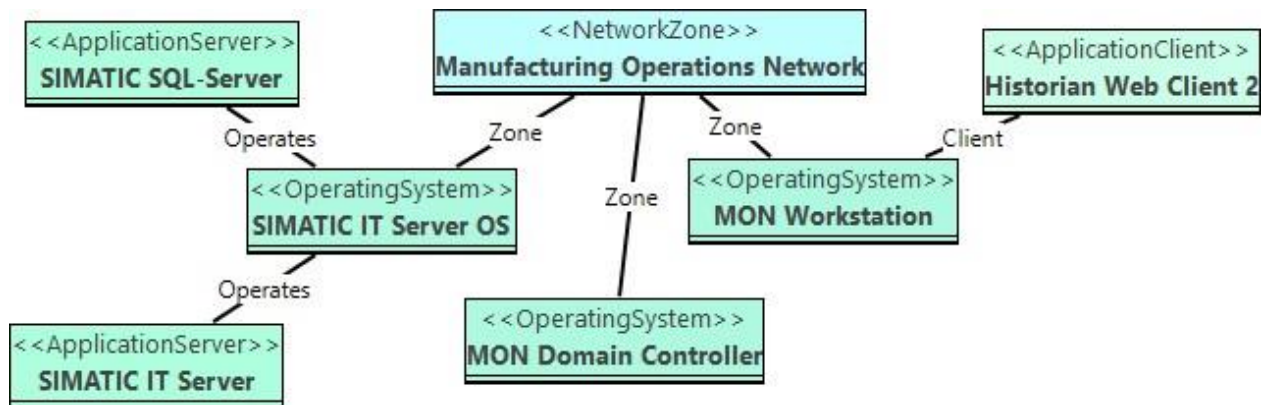 <<ApplicationServer>>
SIMATIC SQL-Server
<<NetworkZone>>
Manufacturing Operations Network
<<ApplicationClient>>
Historian Web Client 2
Operates
Zone
Zone
Client
<<OperatingSystem>>
SIMATIC IT Server OS
Zone
<<OperatingSystem>>
MON Workstation
Operates
<<OperatingSystem>>
MON Domain Controller
<<ApplicationServer>>
SIMATIC IT Server